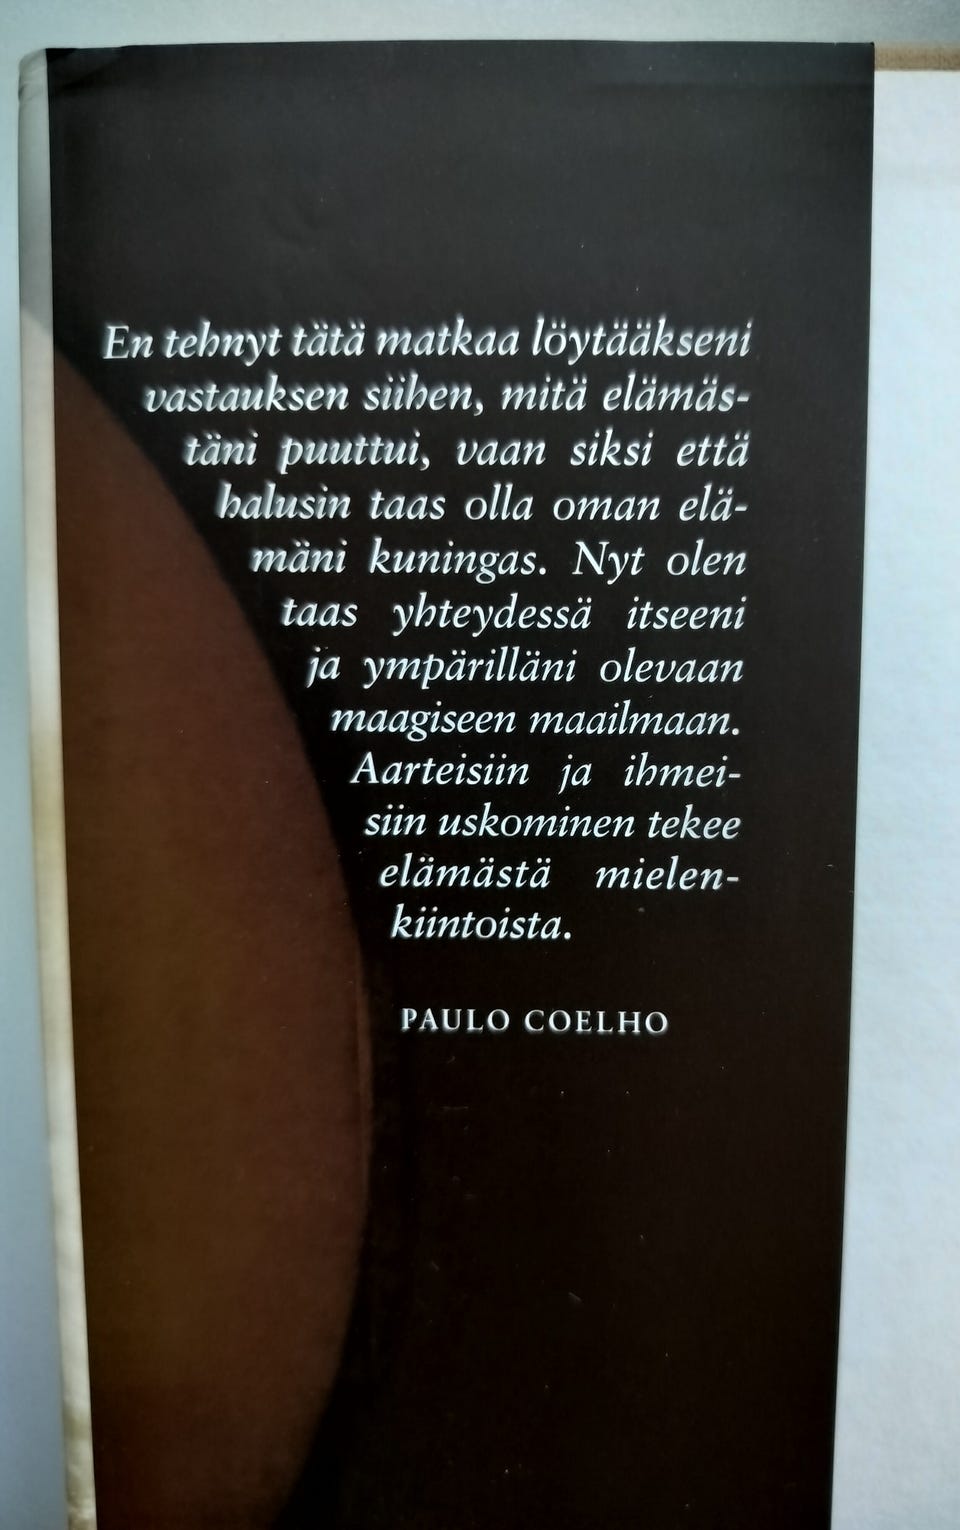 En tehnyt tätä matkaa löytääkseni
vastauksen siihen, mitä elämäs-
täni puuttui, vaan siksi että
halusin taas olla oman elä-
mäni kuningas. Nyt olen
taas yhteydessä itseeni
ja ympärilläni olevaan
maagiseen maailmaan.
Aarteisiin ja ihmei-
siin uskominen tekee
elämästä mielen-
kiintoista.
PAULO COELHO